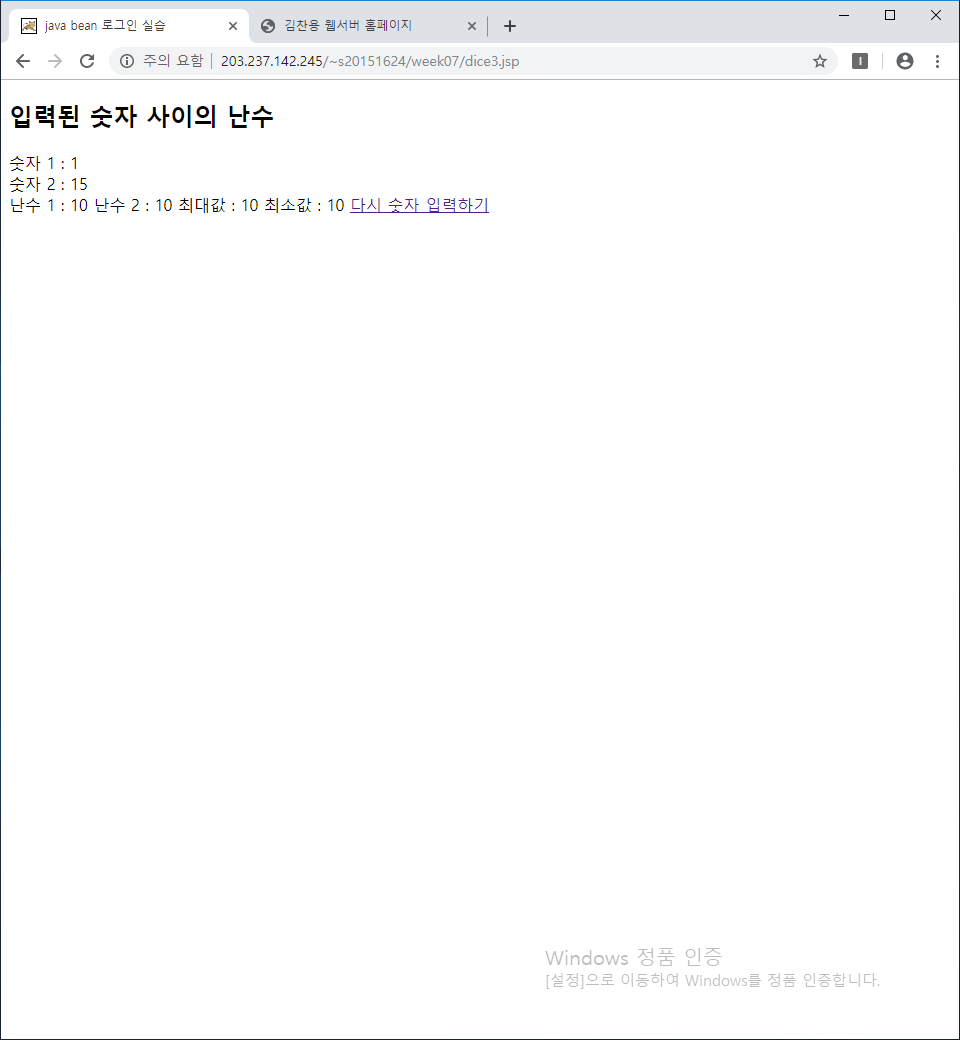 java bean 로그인 실습
김찬용 웹서버 홈페이지
주의 요함 203.237.142.245/~s20151624/week07/dice3.jsp
I
입력된 숫자 사이의 난수
숫자 1 : 1
숫자 2 : 15
난수 1 : 10 난수 2 : 10 최대값 : 10 최소값 : 10 다시 숫자 입력하기
Windows 정품 인증
[설정]으로 이동하여 Windows를 정품 인증합니다.